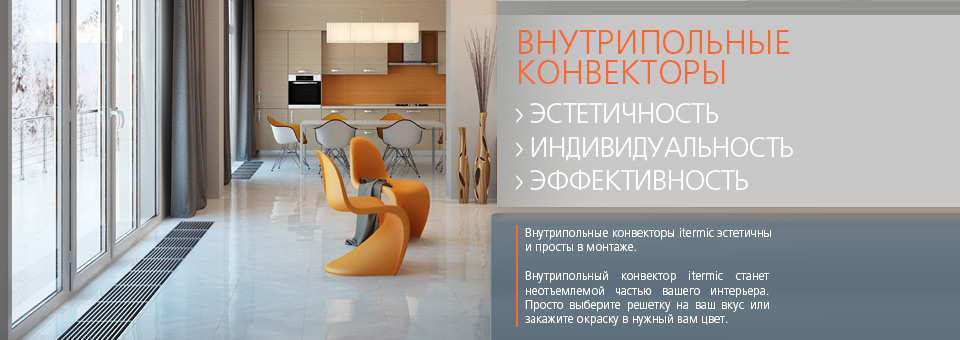 ВНУТРИПОЛЬНЫЕ
КОНВЕКТОРЫ
> ЭСТЕТИЧНОСТЬ
> ИНДИВИДУАЛЬНОСТЬ
> ЭФФЕКТИВНОСТЬ
Внутрипольные конвекторы itermic эстетичны
и просты в монтаже.
Внутрипольный конвектор itermic станет
неотъемлемой частью вашего интерьера.
Просто выберите решетку на ваш вкус или
закажите окраску в нужный вам цвет.